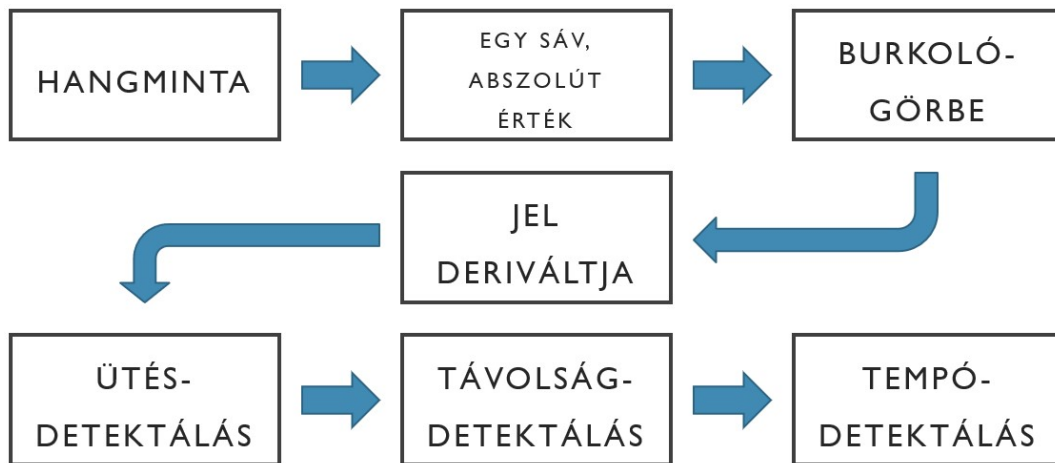 HANGMINTA
EGY SÁV,
ABSZOLÚT
ÉRTÉK
BURKOLÓ-
GÖRBE
JEL
DERIVÁLTJA
ÜTÉS-
DETEKTÁLÁS
TÁVOLSÁG-
DETEKTÁLÁS
TEMPÓ-
DETEKTÁLÁS